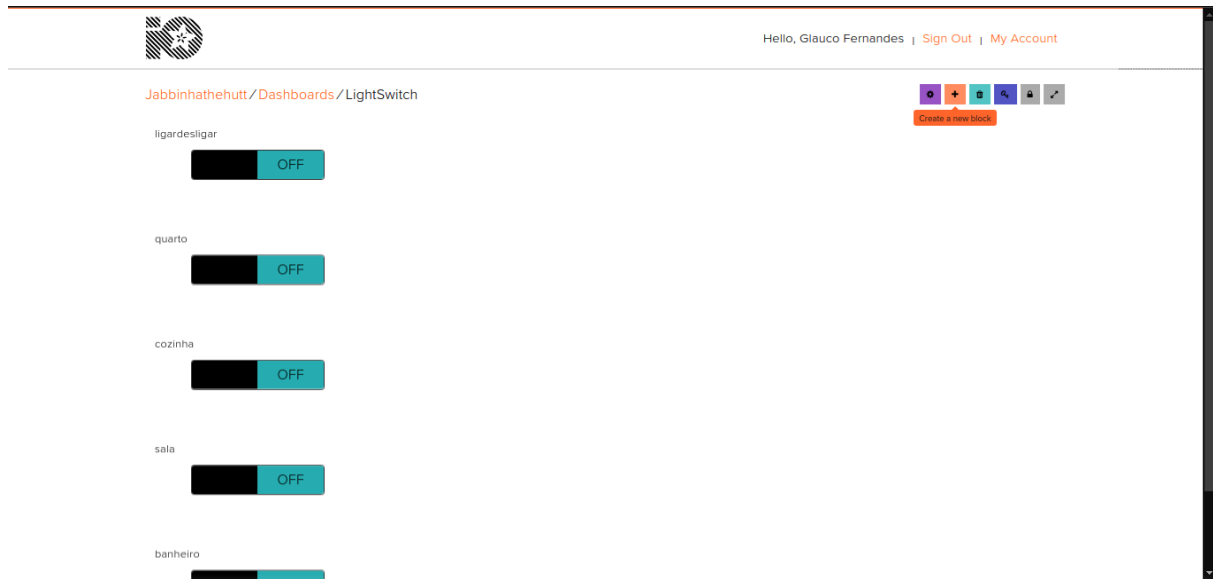 Hello, Glauco Fernandes | Sign Out | My Account
Jabbinhathehutt / Dashboards / LightSwitch
Create a new block
ligardesligar
OFF
quarto
OFF
cozinha
OFF
sala
OFF
banheiro